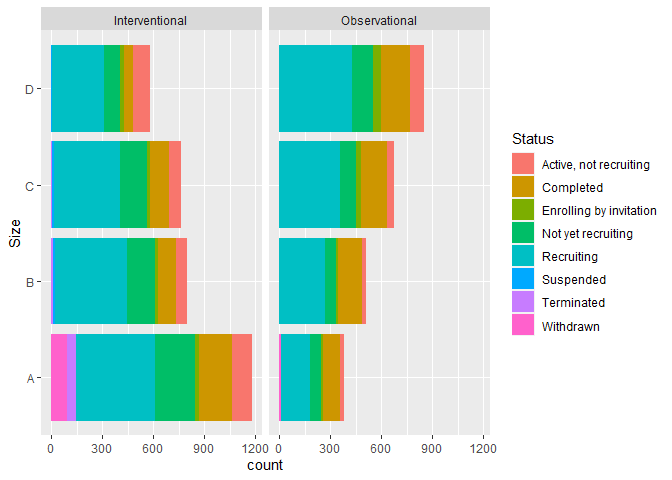 Interventional
Observational
D
C
B
A
Size
0 300 600 900 1200
0 300 600 900 1200
count
Status
Active, not recruiting
Completed
Enrolling by invitation
Not yet recruiting
Recruiting
Suspended
Terminated
Withdrawn